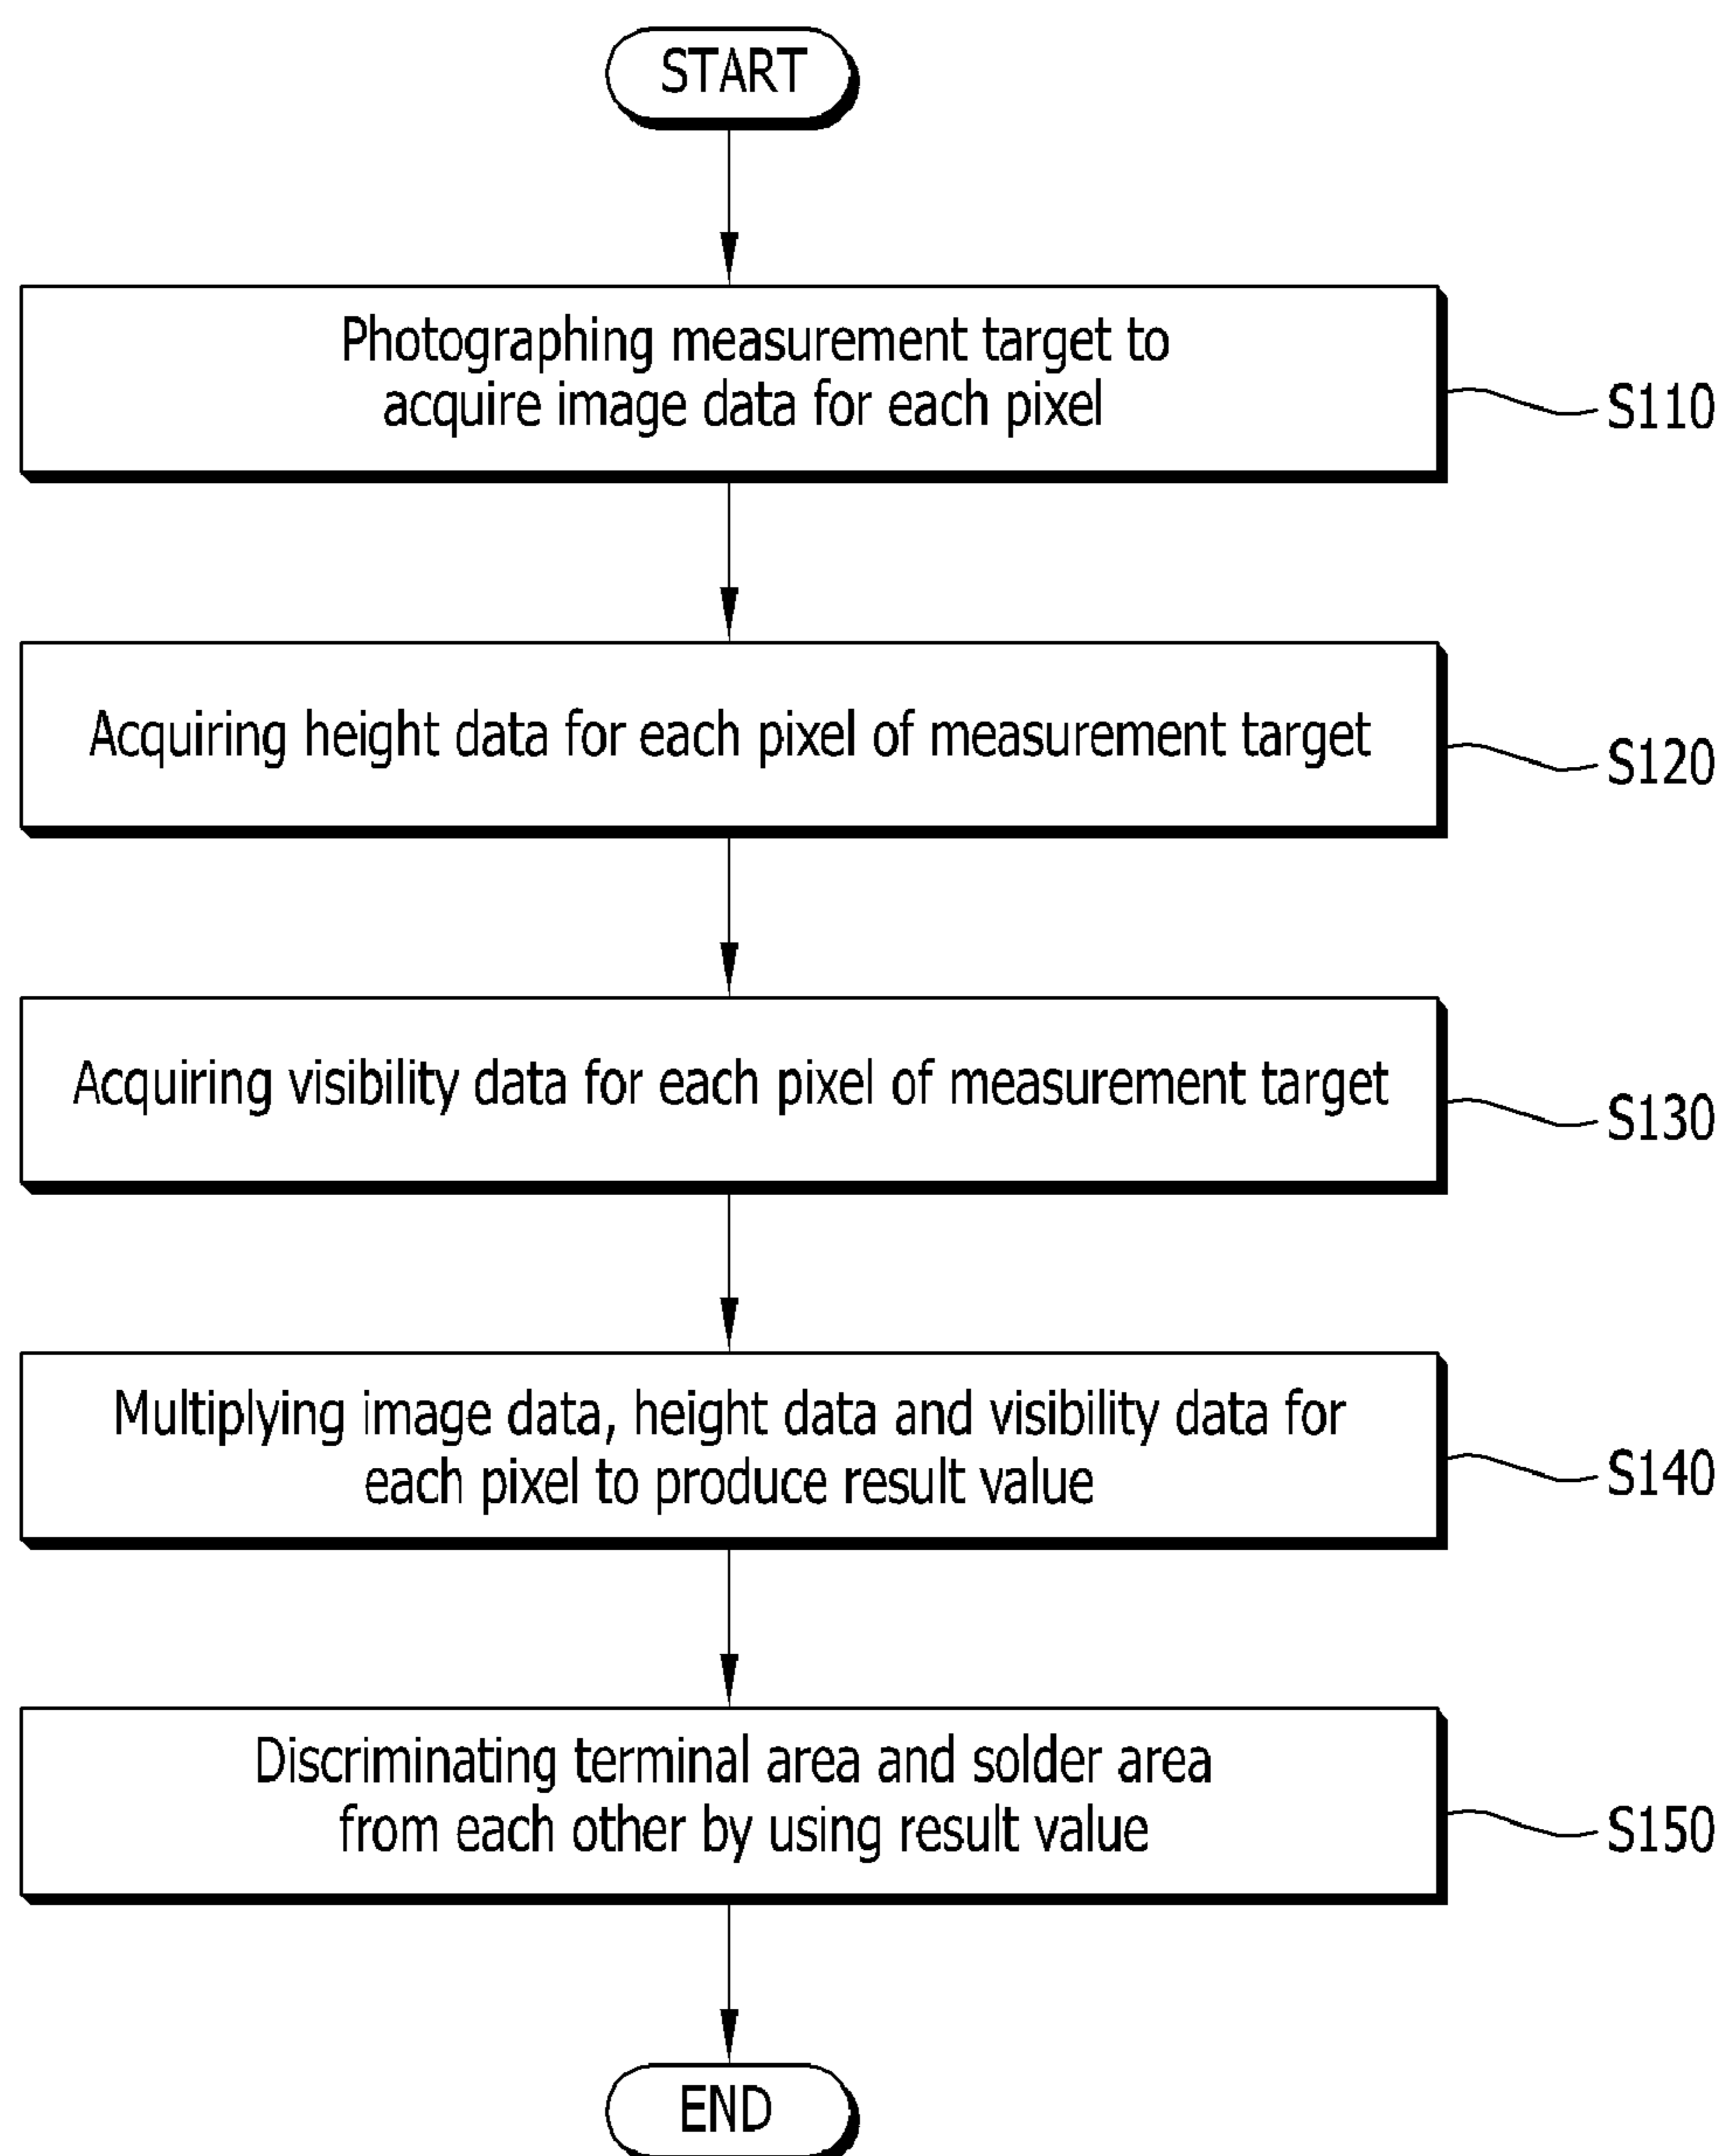 START
Photographing measurement target to
acquire image data for each pixel
S110
Acquiring height data for each pixel of measurement target
S120
Acquiring visibility data for each pixel of measurement target
S130
Multiplying image data, height data and visibility data for
each pixel to produce result value
S140
Discriminating terminal area and solder area
from each other by using result value
S150
END